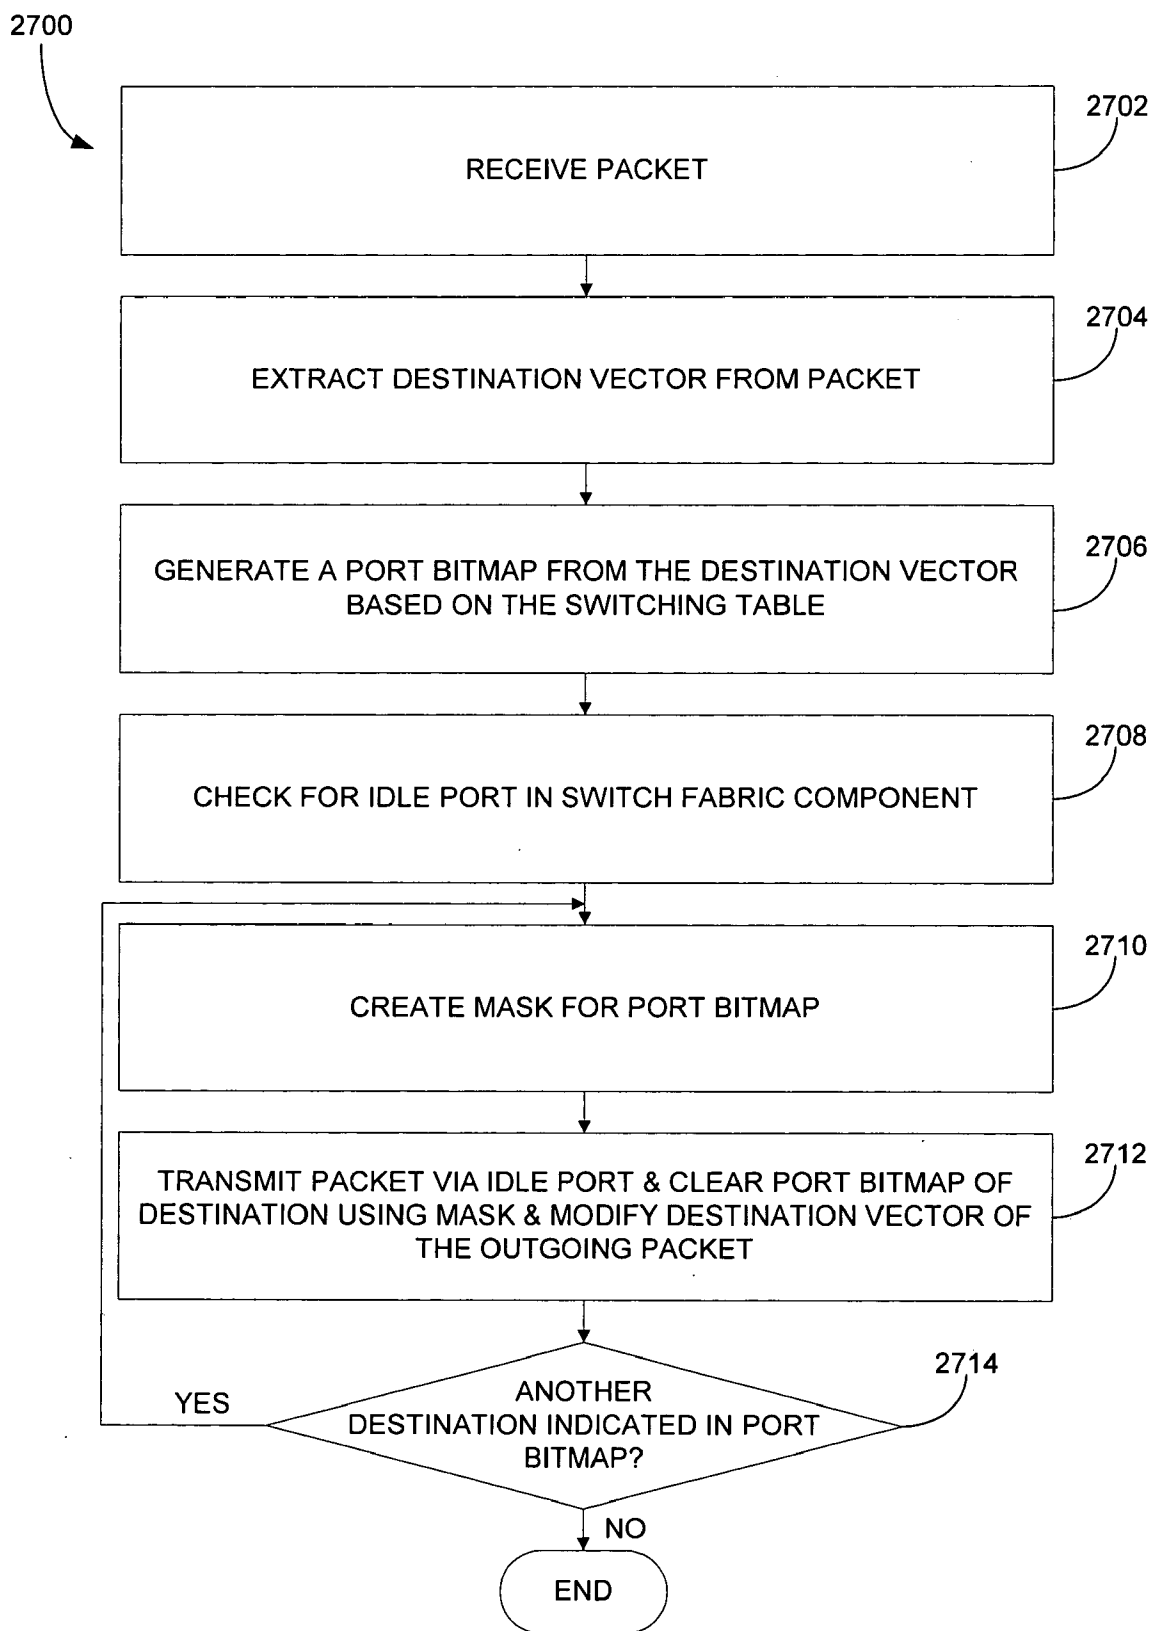 2700
2702
RECEIVE PACKET
2704
EXTRACT DESTINATION VECTOR FROM PACKET
2706
GENERATE A PORT BITMAP FROM THE DESTINATION VECTOR
BASED ON THE SWITCHING TABLE
2708
CHECK FOR IDLE PORT IN SWITCH FABRIC COMPONENT
2710
CREATE MASK FOR PORT BITMAP
2712
TRANSMIT PACKET VIA IDLE PORT & CLEAR PORT BITMAP OF
DESTINATION USING MASK & MODIFY DESTINATION VECTOR OF
THE OUTGOING PACKET
2714
YES
ANOTHER
DESTINATION INDICATED IN PORT
BITMAP?
NO
END